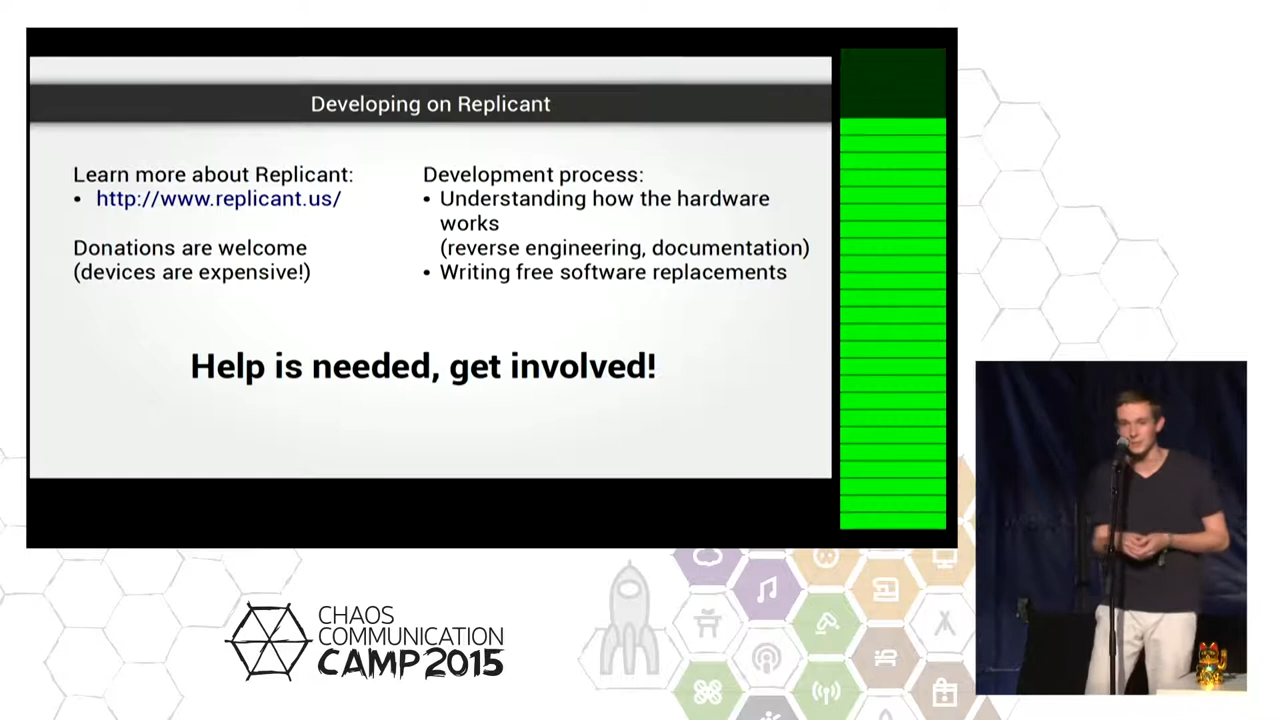 Developing on Replicant
Learn more about Replicant:
• http://www.replicant.us/
Donations are welcome
(devices are expensive!)
Development process:
• Understanding how the hardware
works
(reverse engineering, documentation)
• Writing free software replacements
Help is needed, get involved!
CHAOS
COMMUNICATION
CAMP 2015